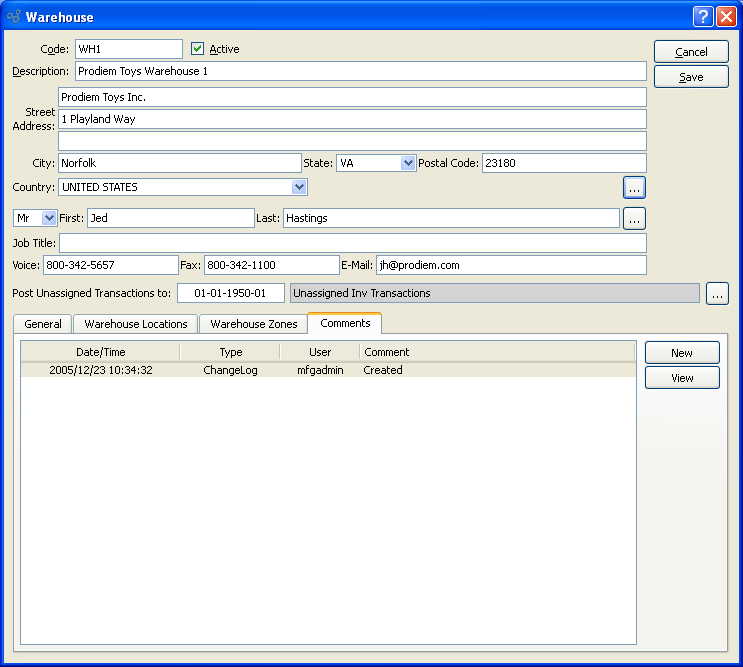 Warehouse
Code: WH1 Active Cancel
Description: Prodiem Toys Warehouse 1 Save
Prodiem Toys Inc.
Street Address: 1 Playland Way
City: Norfolk State: VA Postal Code: 23180
Country: UNITED STATES ...
Mr First: Jed Last: Hastings ...
Job Title:
Voice: 800-342-5657 Fax: 800-342-1100 E-Mail: jh@prodiem.com
Post Unassigned Transactions to: 01-01-1950-01 Unassigned Inv Transactions ...
General Warehouse Locations Warehouse Zones Comments
Date/Time Type User Comment New
2005/12/23 10:34:32 ChangeLog mfgadmin Created View